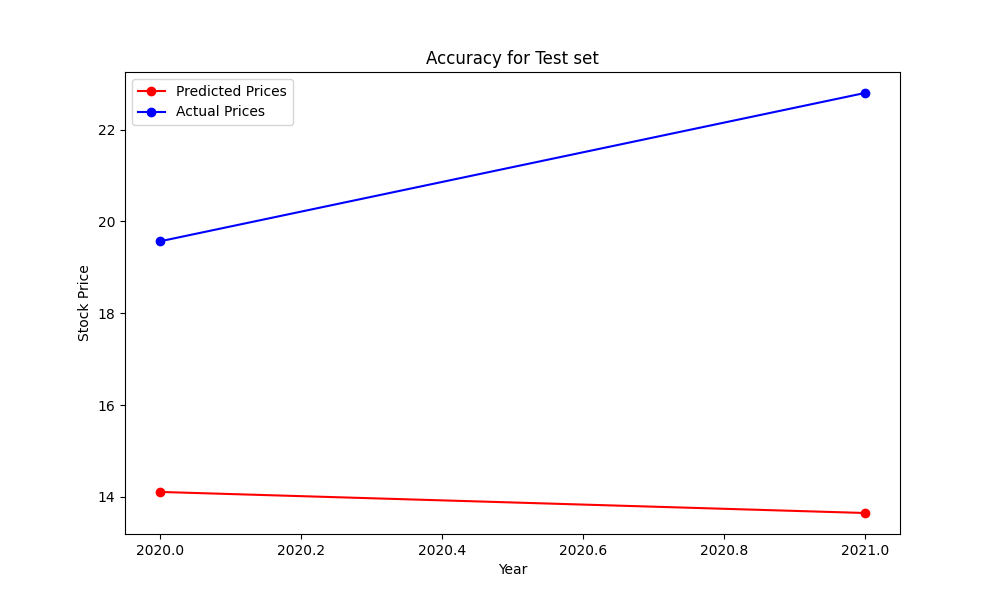 Accuracy for Test set
Predicted Prices
Actual Prices
Stock Price
22
20
18
16
14
2020.0 2020.2 2020.4 2020.6 2020.8 2021.0
Year